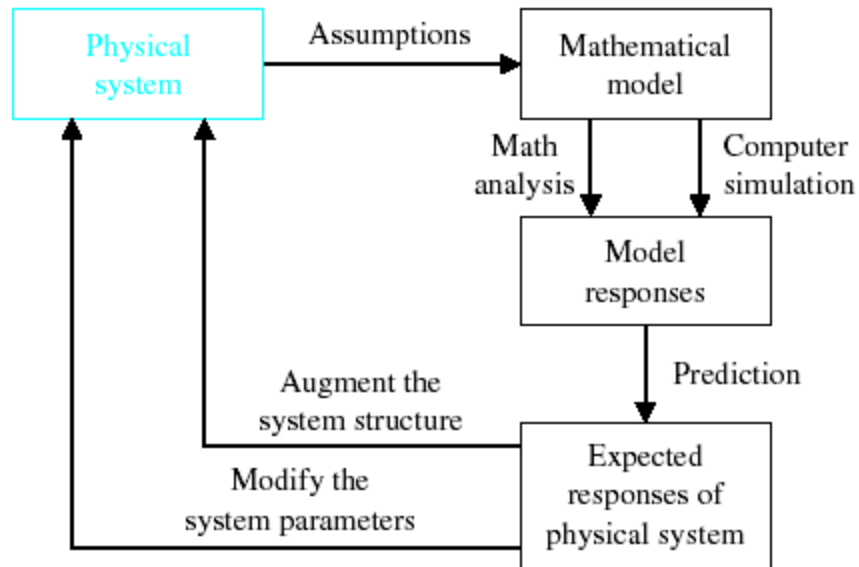 Physical
system
Assumptions
Mathematical
model
Math
analysis
Computer
simulation
Model
responses
Prediction
Augment the
system structure
Modify the
system parameters
Expected
responses of
physical system